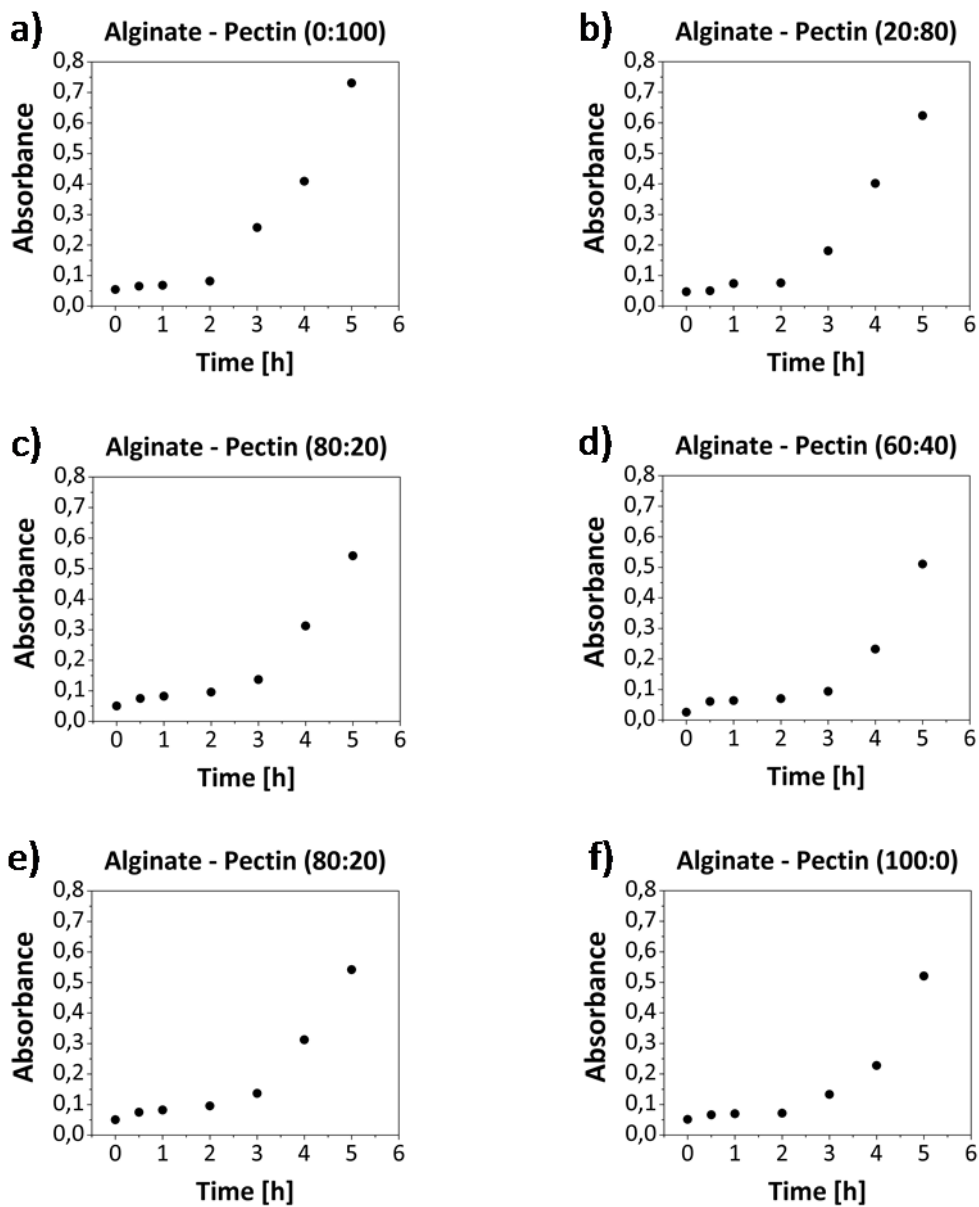 a) Alginate - Pectin (0:100)
Absorbance
0,8
0,7
0,6
0,5
0,4
0,3
0,2
0,1
0,0
0 1 2 3 4 5 6
Time [h]
b) Alginate - Pectin (20:80)
Absorbance
0,8
0,7
0,6
0,5
0,4
0,3
0,2
0,1
0,0
0 1 2 3 4 5 6
Time [h]
c) Alginate - Pectin (80:20)
Absorbance
0,8
0,7
0,6
0,5
0,4
0,3
0,2
0,1
0,0
0 1 2 3 4 5 6
Time [h]
d) Alginate - Pectin (60:40)
Absorbance
0,8
0,7
0,6
0,5
0,4
0,3
0,2
0,1
0,0
0 1 2 3 4 5 6
Time [h]
e) Alginate - Pectin (80:20)
Absorbance
0,8
0,7
0,6
0,5
0,4
0,3
0,2
0,1
0,0
0 1 2 3 4 5 6
Time [h]
f) Alginate - Pectin (100:0)
Absorbance
0,8
0,7
0,6
0,5
0,4
0,3
0,2
0,1
0,0
0 1 2 3 4 5 6
Time [h]